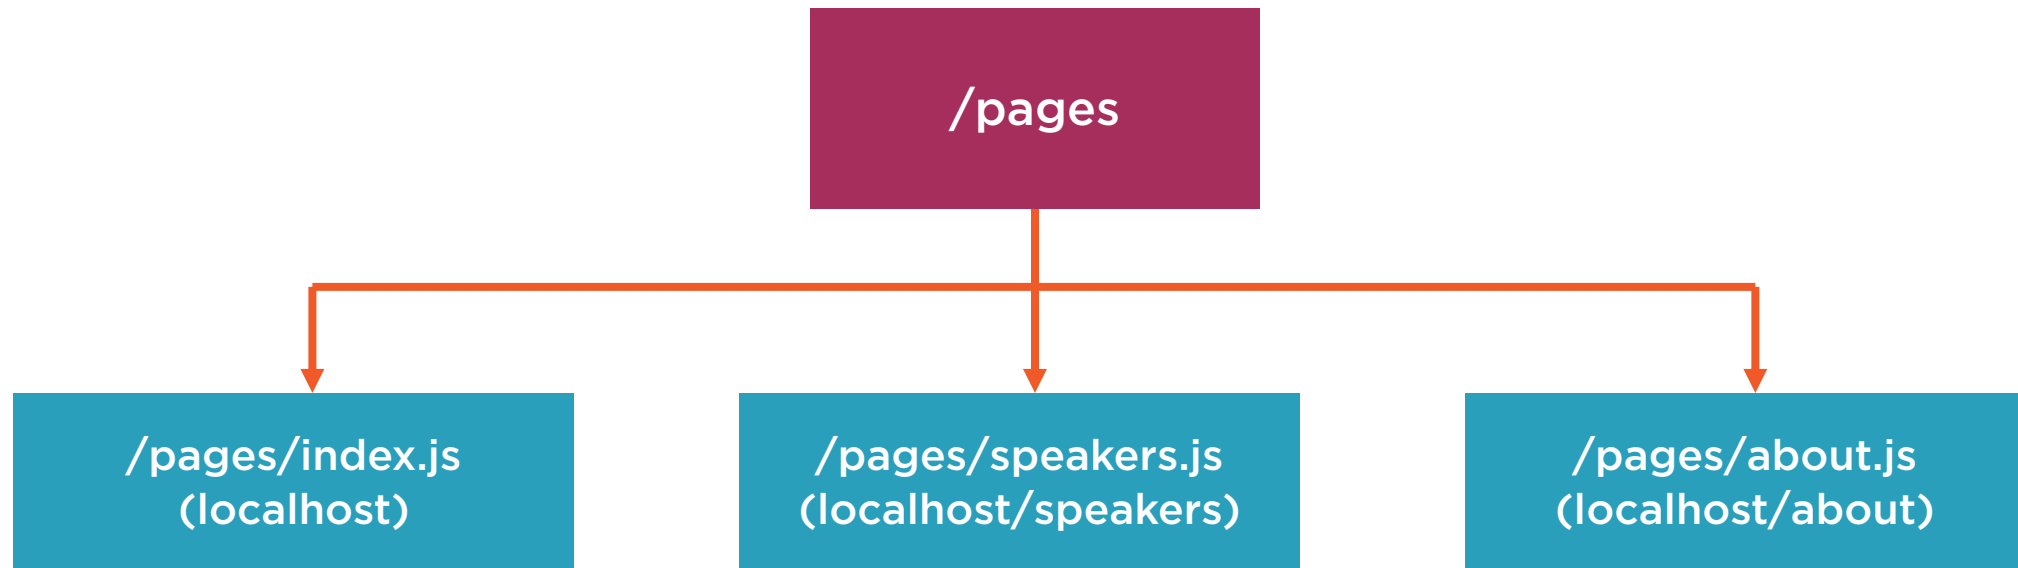 /pages
/pages/index.js
(localhost)
/pages/speakers.js
(localhost/speakers)
/pages/about.js
(localhost/about)